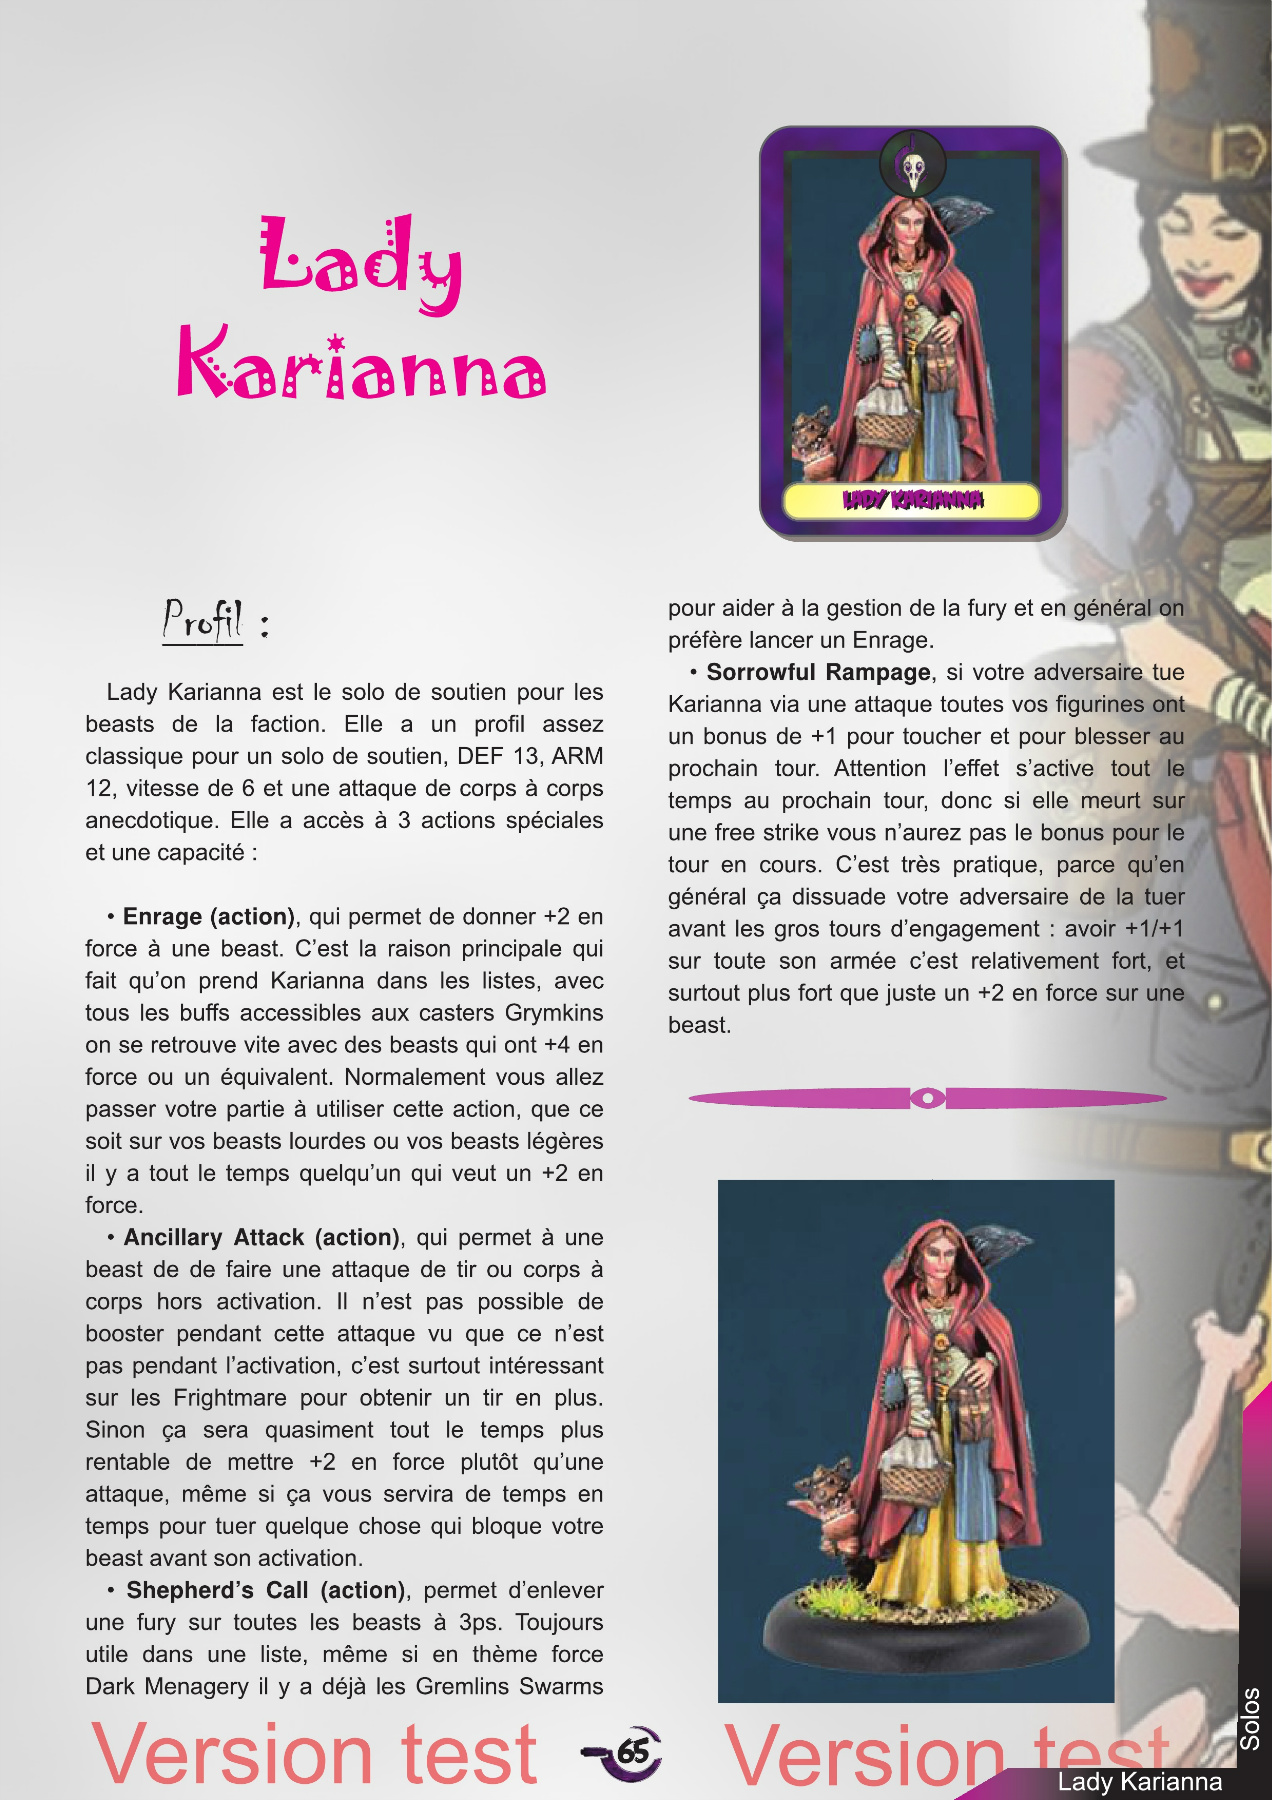 Lady
Karianna
LADY KARIANNA
Profil :
Lady Karianna est le solo de soutien pour les
beasts de la faction. Elle a un profil assez
classique pour un solo de soutien, DEF 13, ARM
12, vitesse de 6 et une attaque de corps à corps
anecdotique. Elle a accès à 3 actions spéciales
et une capacité :
• Enrage (action), qui permet de donner +2 en
force à une beast. C’est la raison principale qui
fait qu’on prend Karianna dans les listes, avec
tous les buffs accessibles aux casters Grymkins
on se retrouve vite avec des beasts qui ont +4 en
force ou un équivalent. Normalement vous allez
passer votre partie à utiliser cette action, que ce
soit sur vos beasts lourdes ou vos beasts légères
il y a tout le temps quelqu’un qui veut un +2 en
force.
• Ancillary Attack (action), qui permet à une
beast de de faire une attaque de tir ou corps à
corps hors activation. Il n’est pas possible de
booster pendant cette attaque vu que ce n’est
pas pendant l’activation, c’est surtout intéressant
sur les Frightmare pour obtenir un tir en plus.
Sinon ça sera quasiment tout le temps plus
rentable de mettre +2 en force plutôt qu’une
attaque, même si ça vous servira de temps en
temps pour tuer quelque chose qui bloque votre
beast avant son activation.
• Shepherd’s Call (action), permet d’enlever
une fury sur toutes les beasts à 3ps. Toujours
utile dans une liste, même si en thème force
Dark Menagery il y a déjà les Gremlins Swarms
pour aider à la gestion de la fury et en général on
préfère lancer un Enrage.
• Sorrowful Rampage, si votre adversaire tue
Karianna via une attaque toutes vos figurines ont
un bonus de +1 pour toucher et pour blesser au
prochain tour. Attention l’effet s’active tout le
temps au prochain tour, donc si elle meurt sur
une free strike vous n’aurez pas le bonus pour le
tour en cours. C’est très pratique, parce qu’en
général ça dissuade votre adversaire de la tuer
avant les gros tours d’engagement : avoir +1/+1
sur toute son armée c’est relativement fort, et
surtout plus fort que juste un +2 en force sur une
beast.
Version test
65
Version test
Solos
Lady Karianna